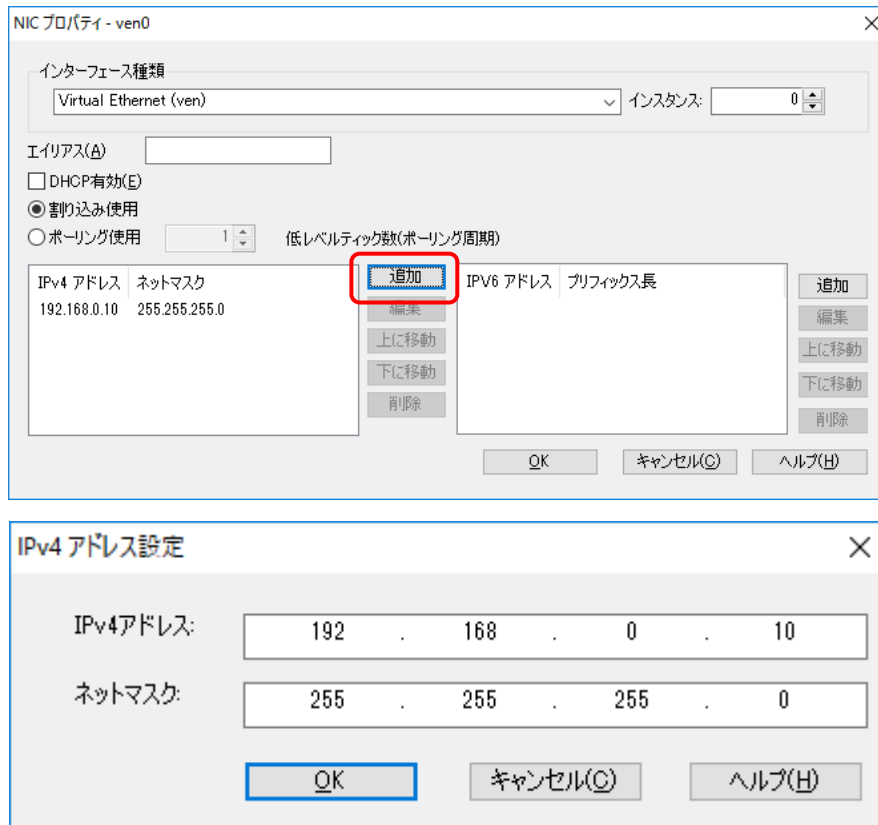 NIC プロパティ - ven0
インターフェース種類
Virtual Ethernet (ven)
インスタンス:
0
エイリアス(A)
DHCP有効(E)
割り込み使用
ポーリング使用
1
低レベルティック数(ポーリング周期)
IPv4 アドレス ネットマスク
192.168.0.10 255.255.255.0
追加
編集
上に移動
下に移動
削除
IPV6 アドレス プリフィックス長
追加
編集
上に移動
下に移動
削除
OK キャンセル(C) ヘルプ(H)
IPv4 アドレス設定
IPv4アドレス: 192 . 168 . 0 . 10
ネットマスク: 255 . 255 . 255 . 0
OK キャンセル(C) ヘルプ(H)